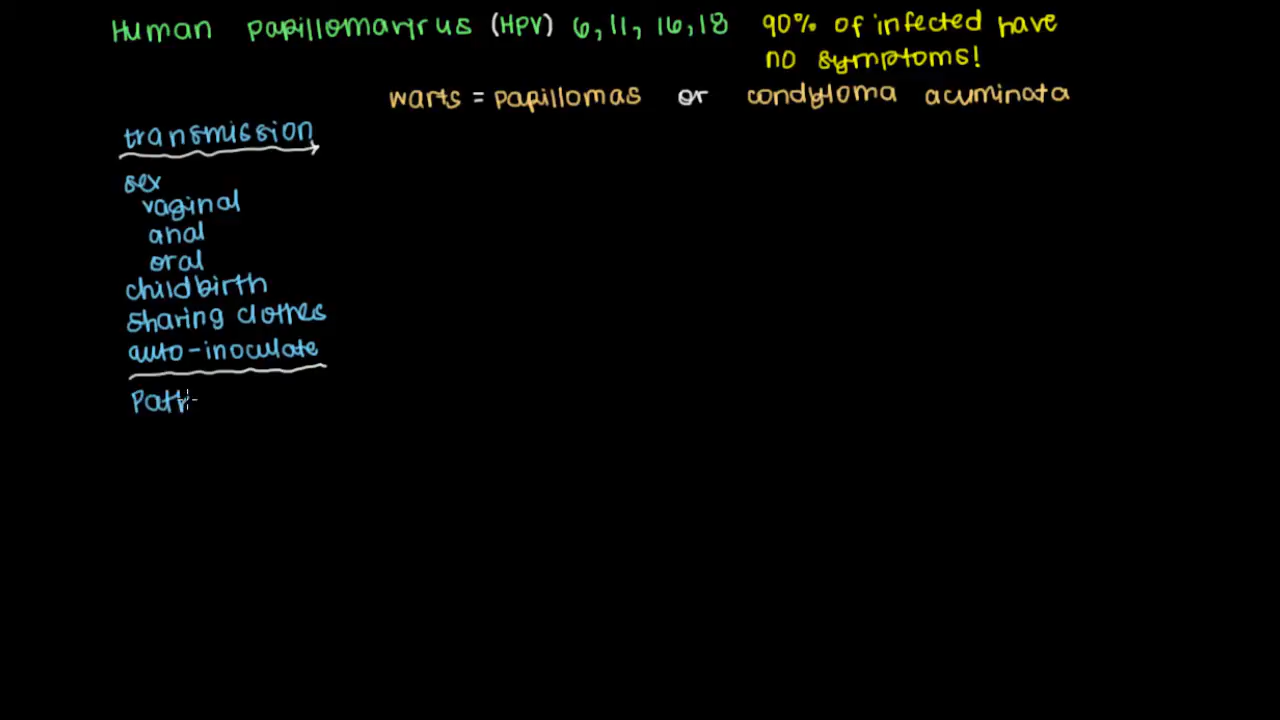 Human papillomavirus (HPV) 6, 11, 16, 18 90% of infected have
no symptoms!
warts = papillomas or condyloma acuminata
transmission
sex
vaginal
anal
oral
childbirth
sharing clothes
auto-inoculate
Path